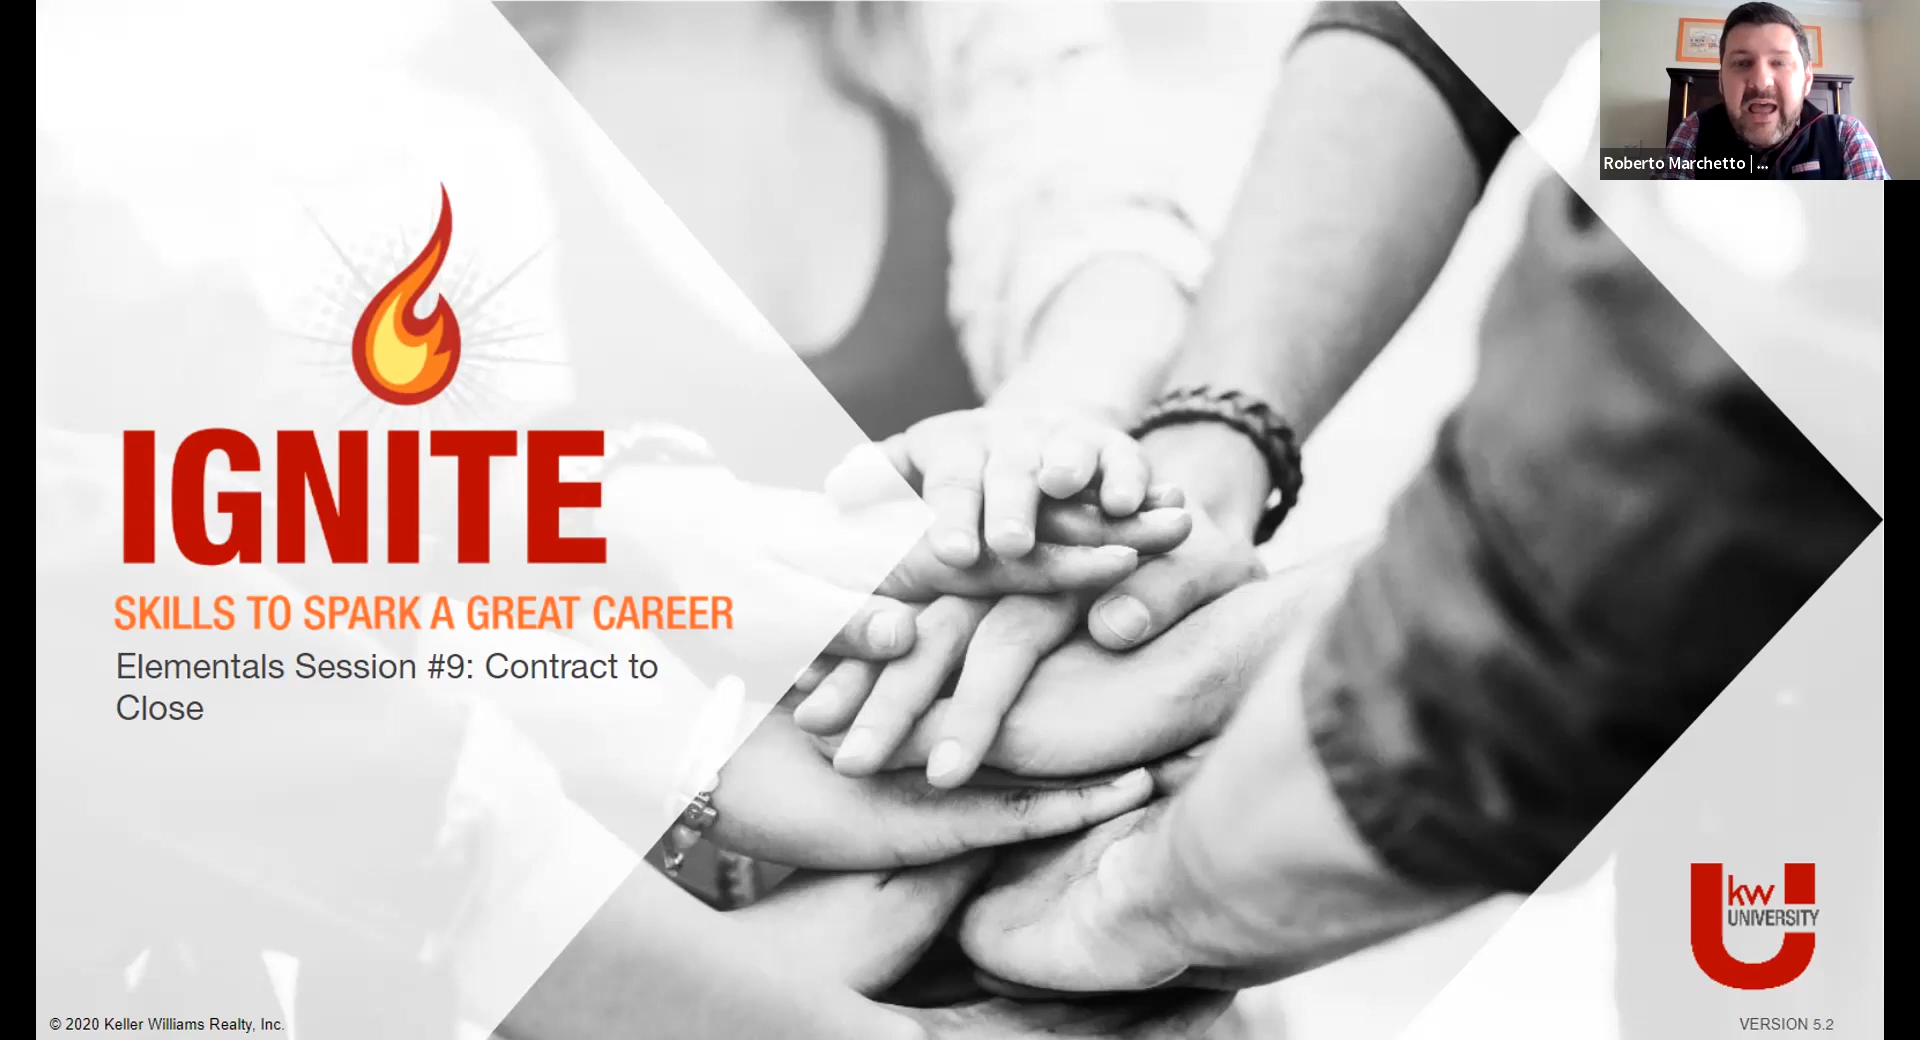 Roberto Marchetto | ...
IGNITE
SKILLS TO SPARK A GREAT CAREER
Elementals Session #9: Contract to
Close
kw
UNIVERSITY
© 2020 Keller Williams Realty, Inc.
VERSION 5.2